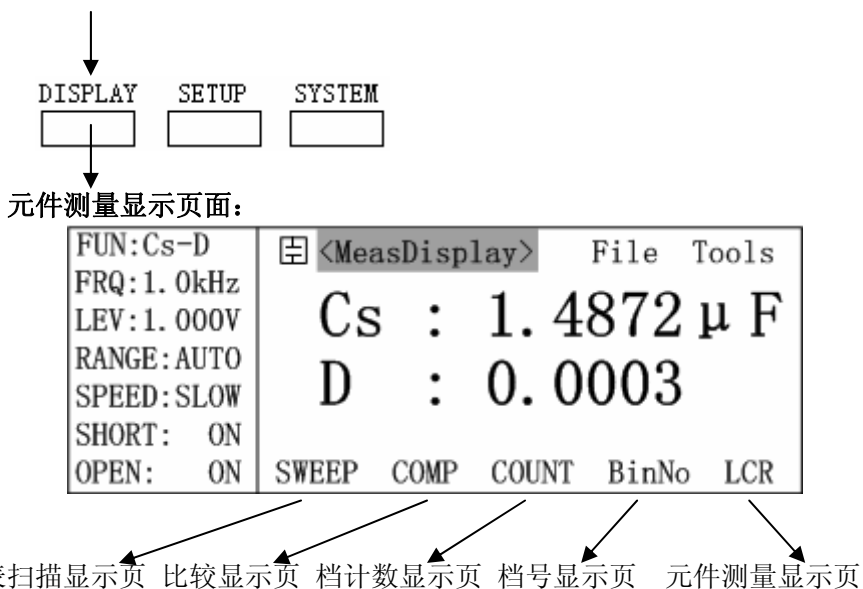 DISPLAY SETUP SYSTEM
元件测量显示页面：
FUN:Cs-D
FRQ:1.0kHz
LEV:1.000V
RANGE:AUTO
SPEED:SLOW
SHORT: ON
OPEN: ON
<MeasDisplay> File Tools
Cs : 1.4872μF
D : 0.0003
SWEEP COMP COUNT BinNo LCR
扫描显示页 比较显示页 档计数显示页 档号显示页 元件测量显示页